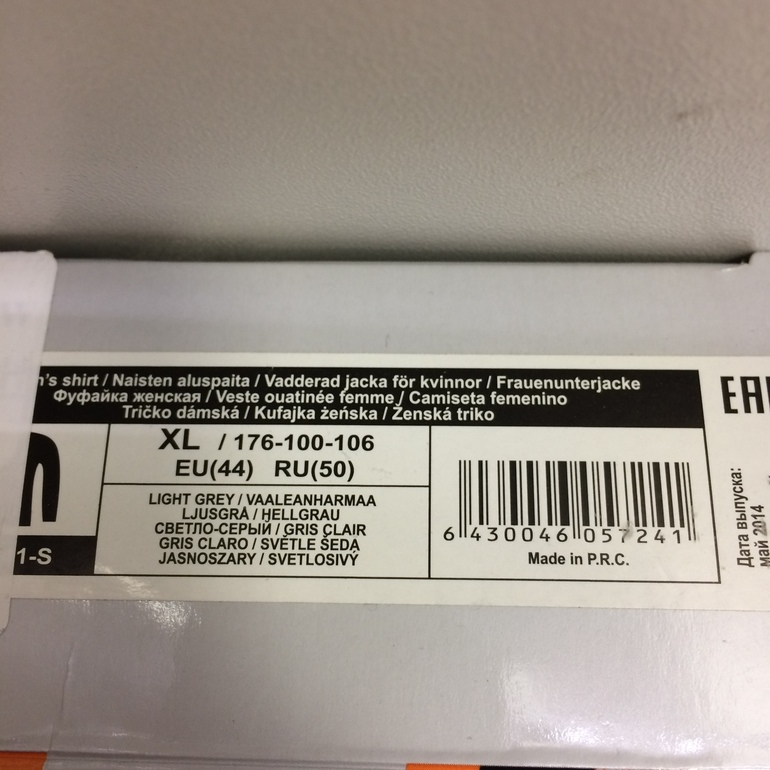 n's shirt / Naisten aluspaita / Vadderad jacka för kvinnor / Frauenunterjacke
Фуфайка женская / Veste ouatinée femme / Camiseta femenino
Tričko dámská / Kufajka żeńska / Ženská triko
XL / 176-100-106
EU(44) RU(50)
LIGHT GREY / VAALEANHARMAA
LJUSGRÅ / HELLGRAU
СВЕТЛО-СЕРЫЙ / GRIS CLAIR
GRIS CLARO / SVĚTLE ŠEDÁ
JASNOSZARY / SVETLOSIVÝ
1-S
6 430046 057241
Made in P.R.C.
EAC
Дата выпуска:
май 2014